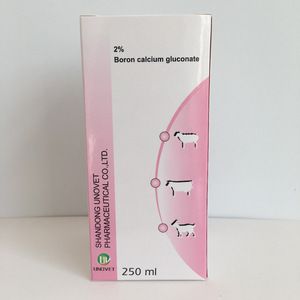 2%
Boron calcium gluconate
SHANDONG UNOVET
PHARMACEUTICAL CO.,LTD.
UNOVET
250 ml